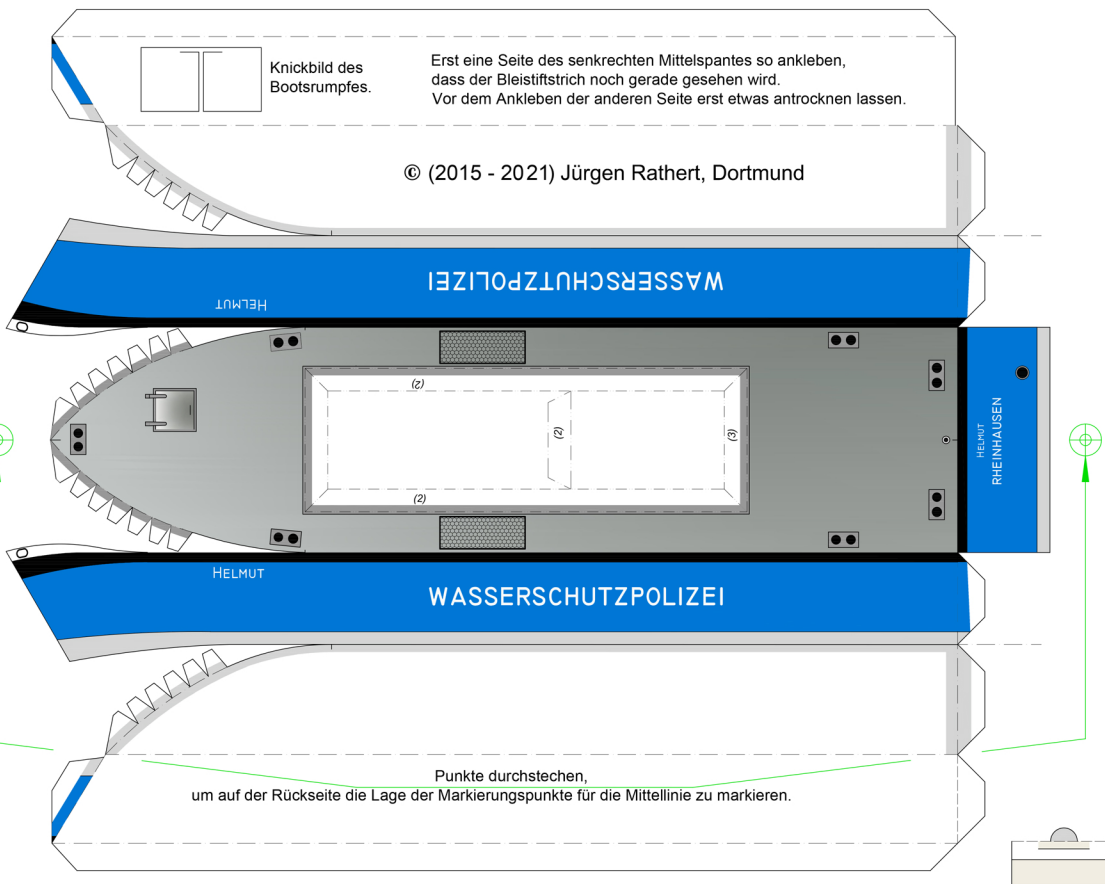 Knickbild des
Bootsrumpfes.
Erst eine Seite des senkrechten Mittelspantes so ankleben,
dass der Bleistiftstrich noch gerade gesehen wird.
Vor dem Ankleben der anderen Seite erst etwas antrocknen lassen.
© (2015 - 2021) Jürgen Rathert, Dortmund
WASSERSCHUTZPOLIZEI
HELMUT
(2)
(2)
(3)
(2)
HELMUT
RHEINHAUSEN
HELMUT
WASSERSCHUTZPOLIZEI
Punkte durchstechen,
um auf der Rückseite die Lage der Markierungspunkte für die Mittellinie zu markieren.